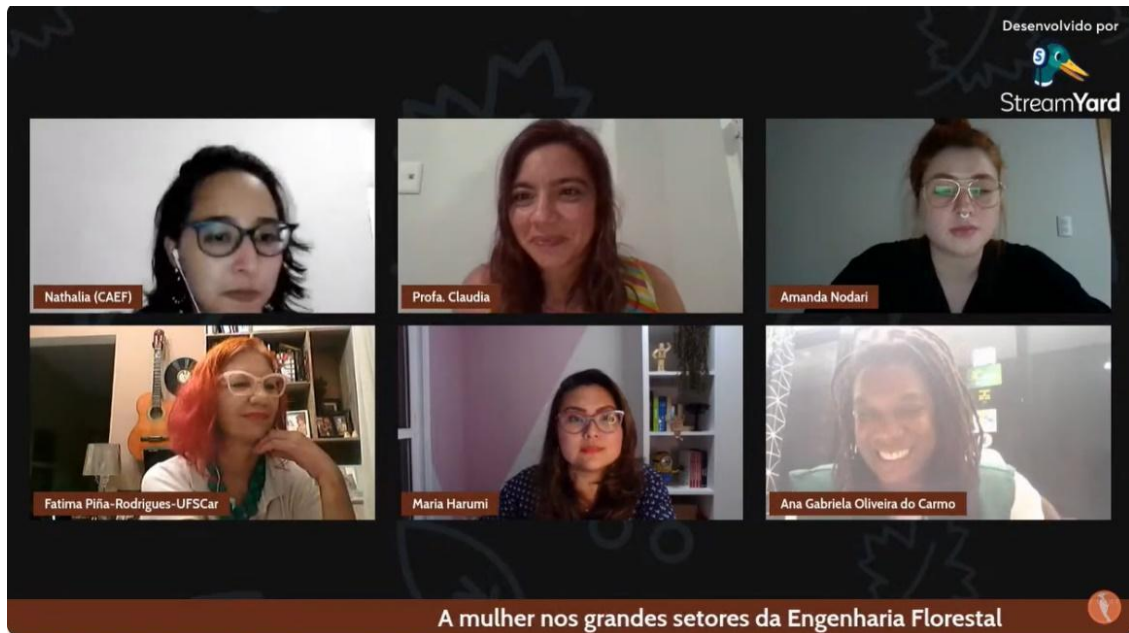 Desenvolvido por
S
StreamYard
Nathalia (CAEF)
Profa. Claudia
Amanda Nodari
Fatima Piña-Rodrigues-UFSCar
Maria Harumi
Ana Gabriela Oliveira do Carmo
A mulher nos grandes setores da Engenharia Florestal